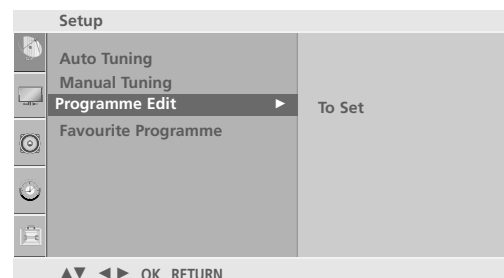 Setup
Auto Tuning
Manual Tuning
Programme Edit ►
To Set
Favourite Programme
▲▼ ◄► OK RETURN